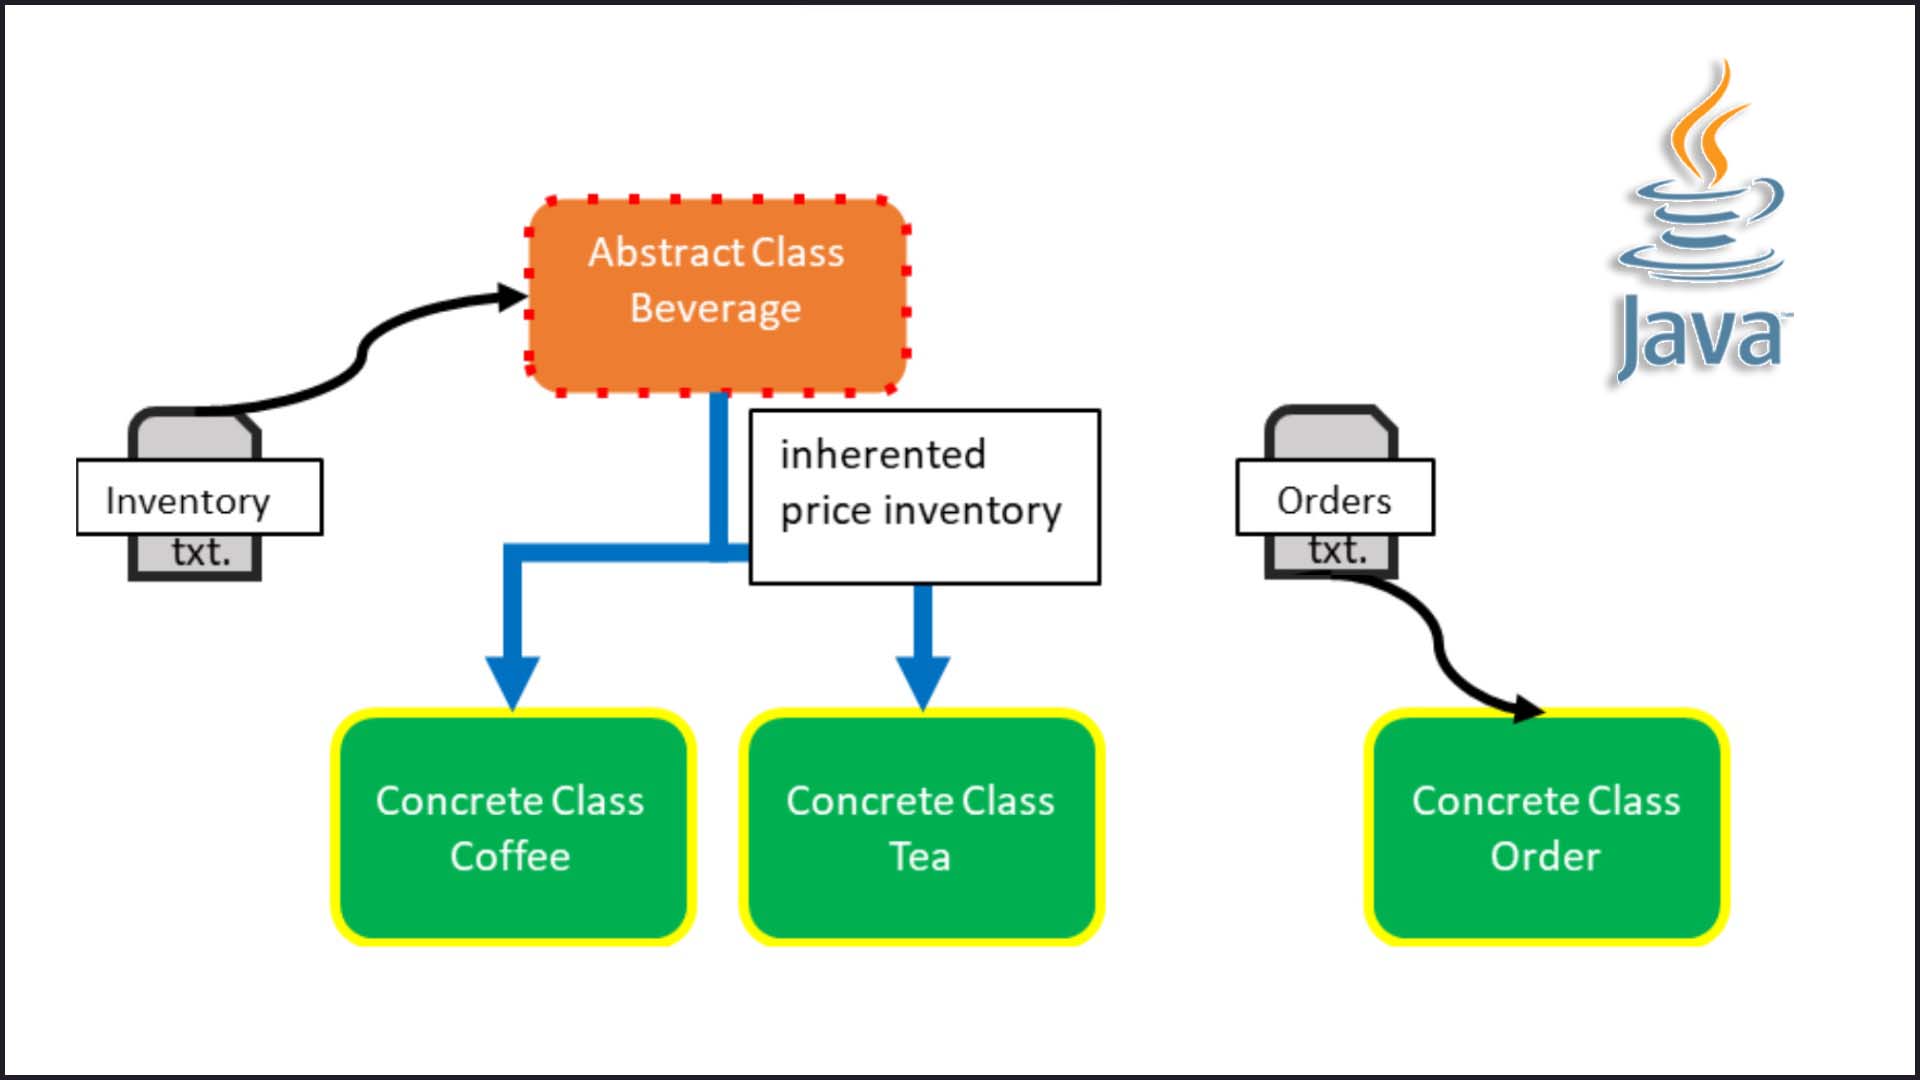 Java™
Abstract Class
Beverage
Inventory
txt.
inherented
price inventory
Orders
txt.
Concrete Class
Coffee
Concrete Class
Tea
Concrete Class
Order